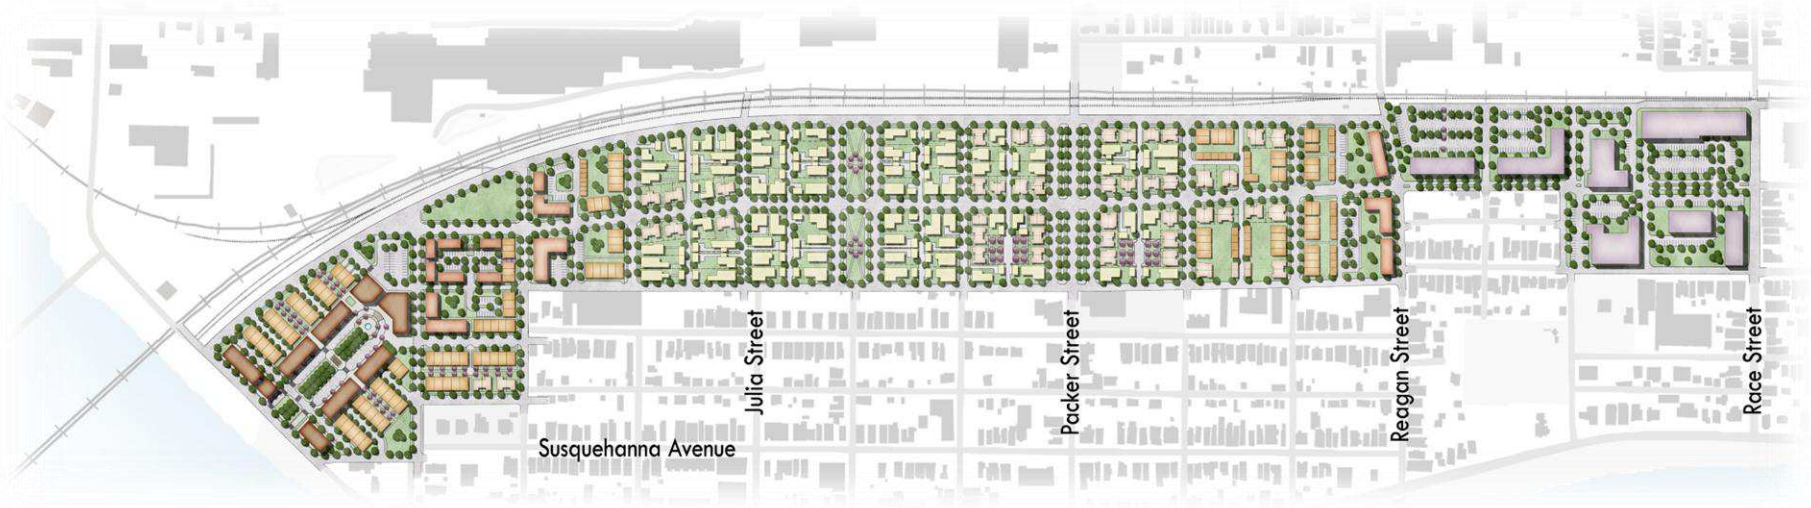 Julia Street
Packer Street
Reagan Street
Race Street
Susquehanna Avenue